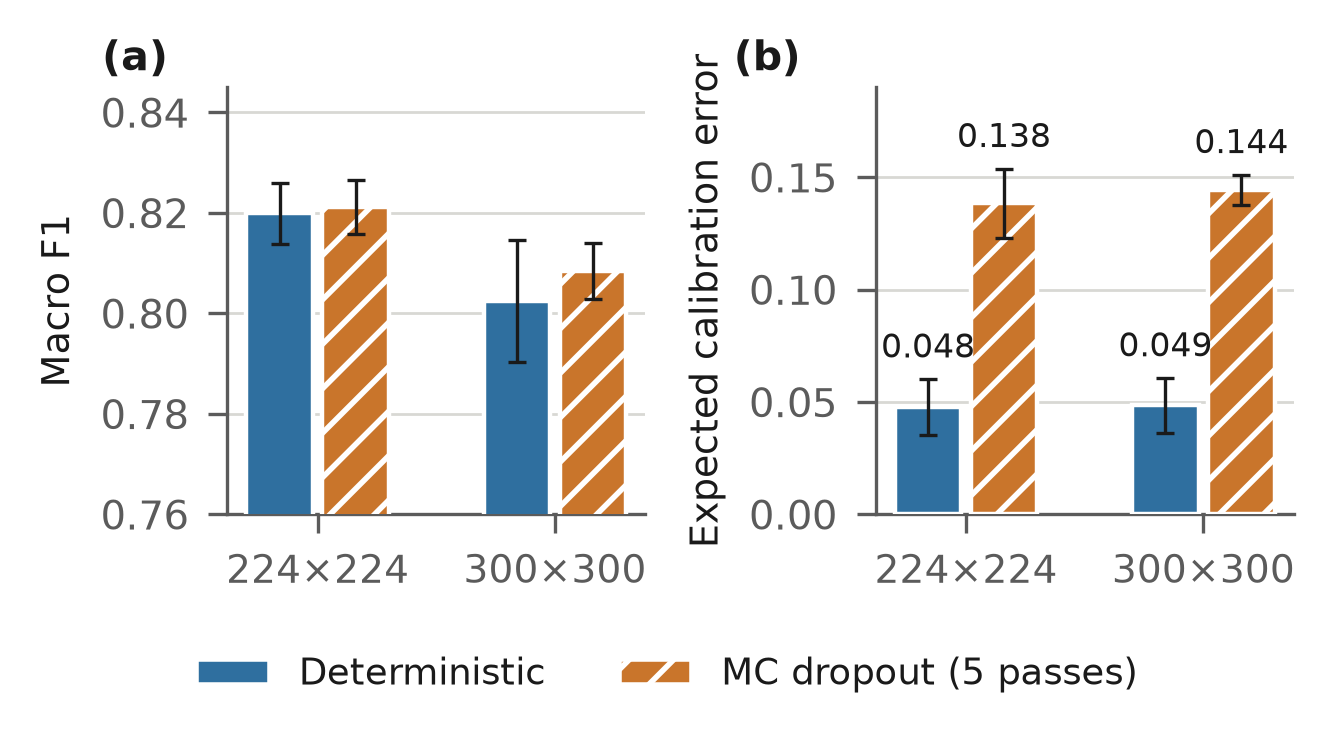 (a)
Macro F1
0.84
0.82
0.80
0.78
0.76
224×224
300×300
(b)
Expected calibration error
0.15
0.10
0.05
0.00
0.048
0.138
0.049
0.144
224×224
300×300
Deterministic
MC dropout (5 passes)